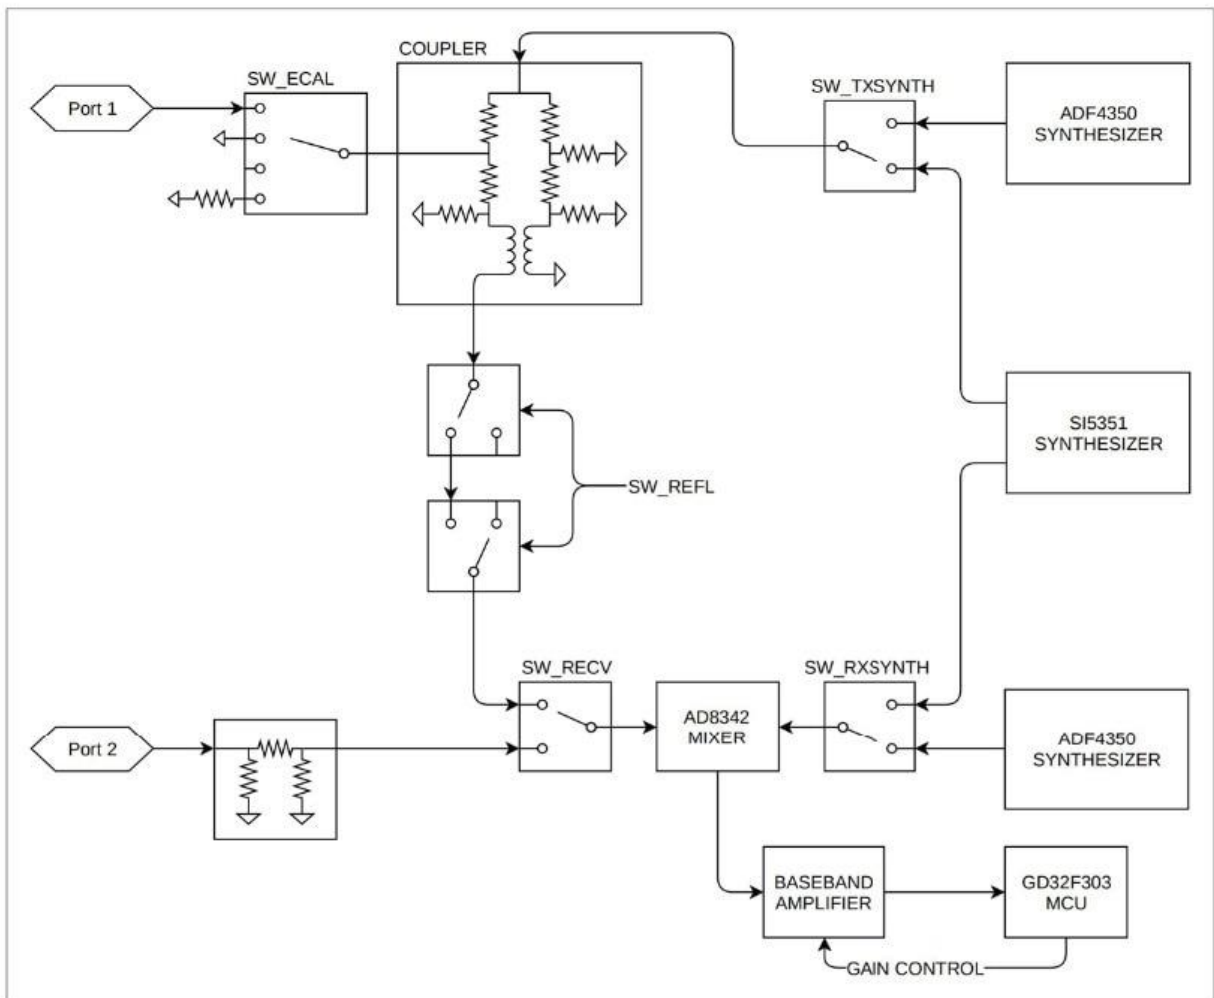 COUPLER
SW_ECAL
Port 1
SW_TXSYNTH
ADF4350
SYNTHESIZER
SI5351
SYNTHESIZER
SW_REFL
SW_RECV
SW_RXSYNTH
Port 2
AD8342
MIXER
ADF4350
SYNTHESIZER
BASEBAND
AMPLIFIER
GD32F303
MCU
GAIN CONTROL